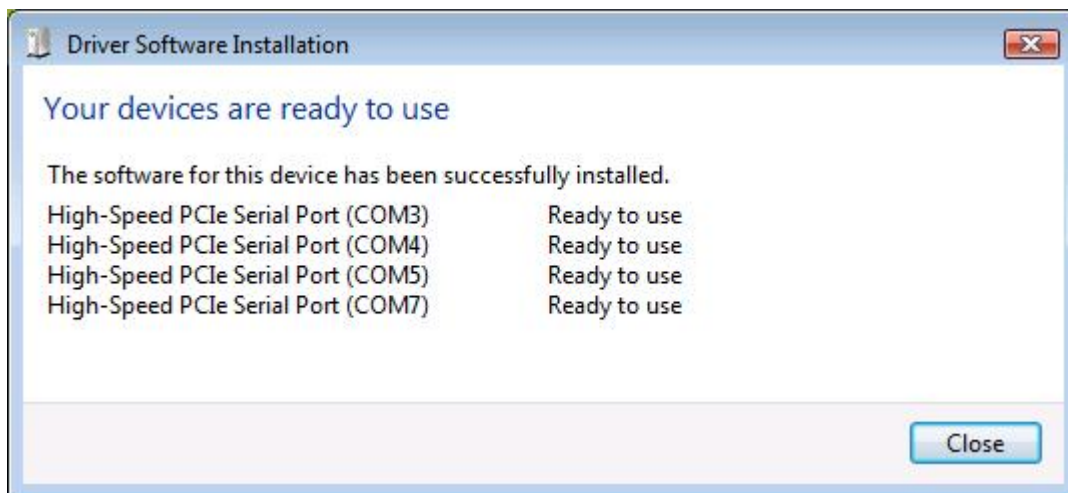 Driver Software Installation
Your devices are ready to use
The software for this device has been successfully installed.
High-Speed PCIe Serial Port (COM3) Ready to use
High-Speed PCIe Serial Port (COM4) Ready to use
High-Speed PCIe Serial Port (COM5) Ready to use
High-Speed PCIe Serial Port (COM7) Ready to use
Close